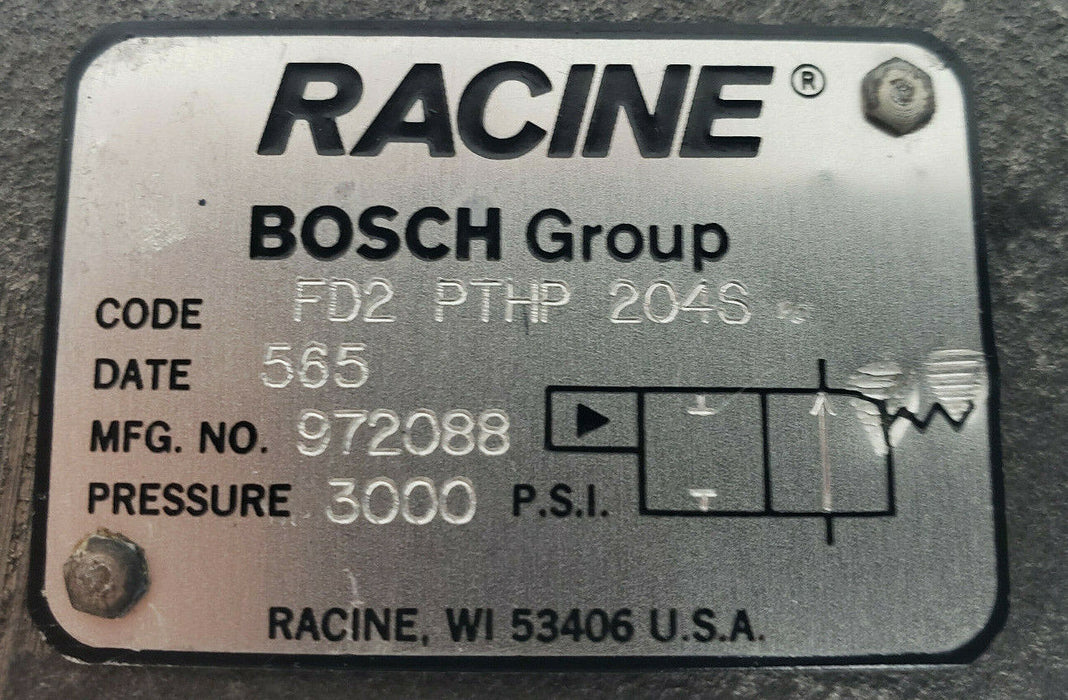 RACINE®
BOSCH Group
CODE FD2 PTHP 204S
DATE 565
MFG. NO. 972088
PRESSURE 3000 P.S.I.
RACINE, WI 53406 U.S.A.